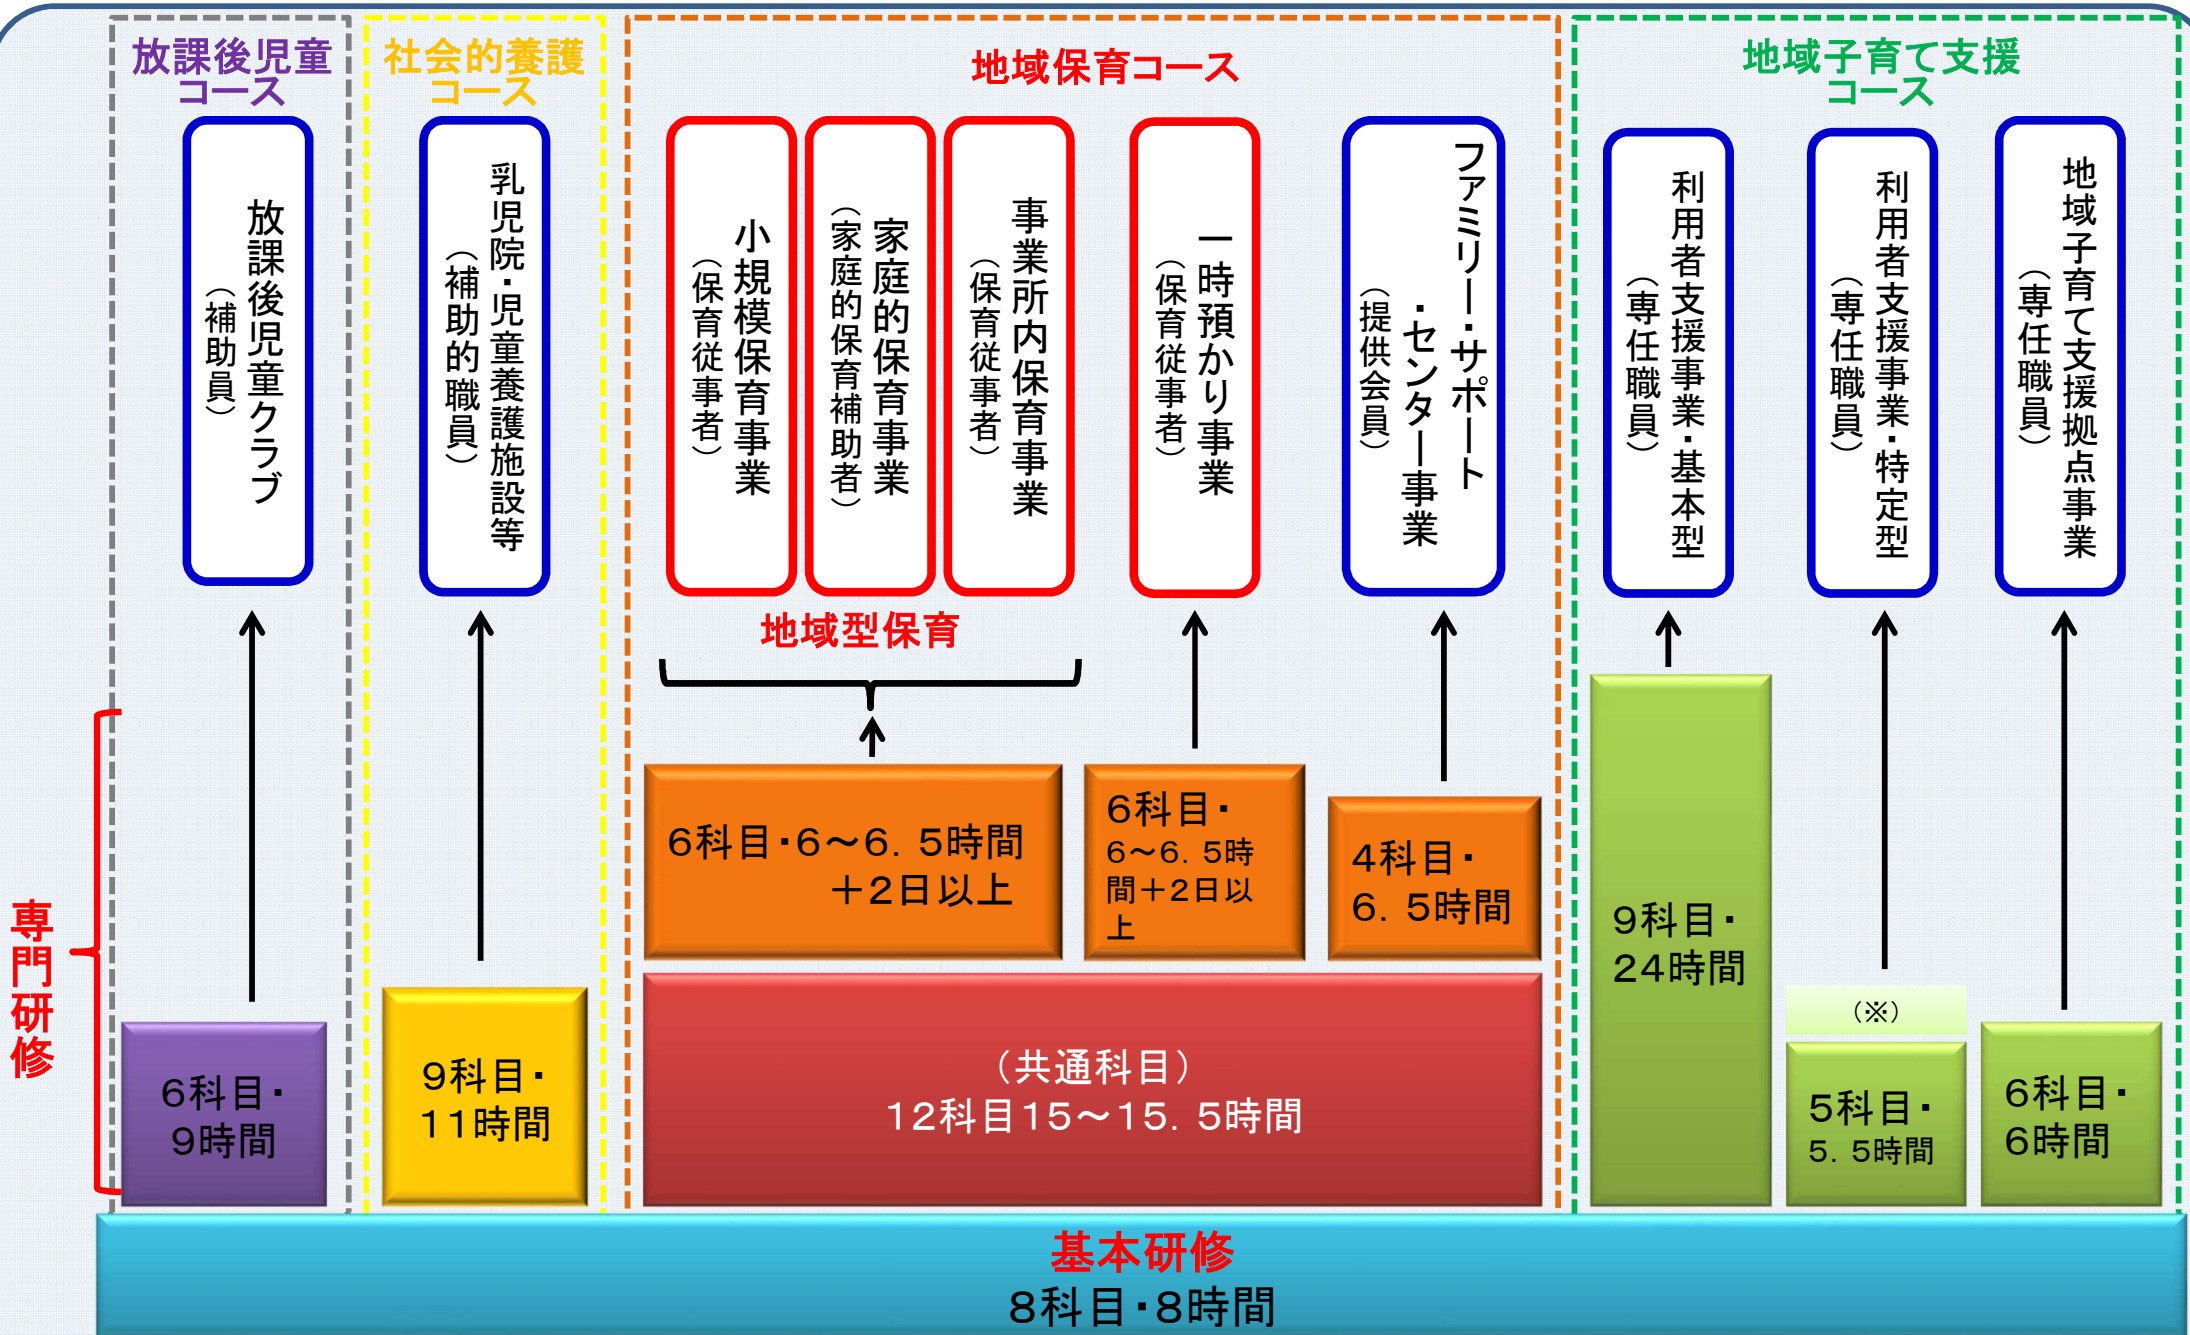 放課後児童
コース
社会的養護
コース
地域保育コース
地域子育て支援
コース
放課後児童クラブ
（補助員）
乳児院・児童養護施設等
（補助的職員）
小規模保育事業
（保育従事者）
家庭的保育事業
（家庭的保育補助者）
事業所内保育事業
（保育従事者）
一時預かり事業
（保育従事者）
ファミリー・サポート
・センター事業
（提供会員）
利用者支援事業・基本型
（専任職員）
利用者支援事業・特定型
（専任職員）
地域子育て支援拠点事業
（専任職員）
地域型保育
専門研修
6科目・
9時間
9科目・
11時間
6科目・6～6．5時間
＋2日以上
6科目・
6～6．5時
間＋2日以
上
4科目・
6．5時間
（共通科目）
12科目15～15．5時間
9科目・
24時間
（※）
5科目・
5．5時間
6科目・
6時間
基本研修
8科目・8時間